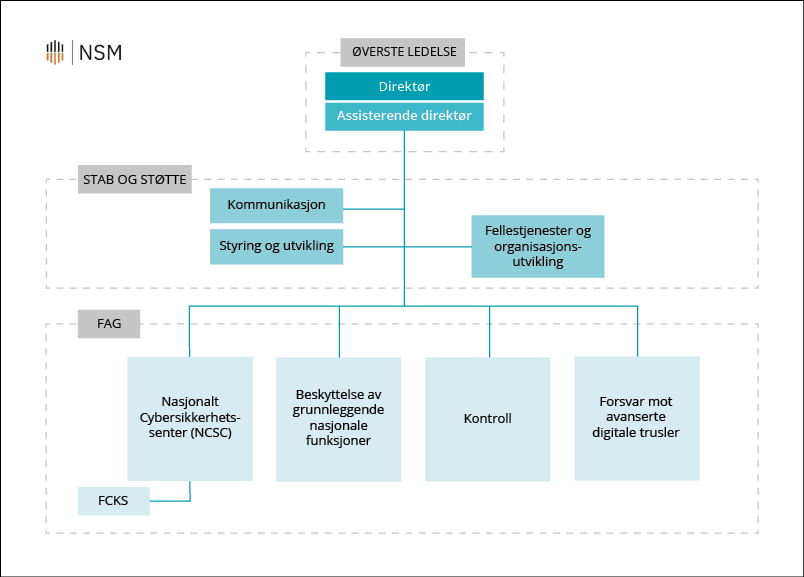 NSM
ØVERSTE LEDELSE
Direktør
Assisterende direktør
STAB OG STØTTE
Kommunikasjon
Styring og utvikling
Fellestjenester og
organisasjons-
utvikling
FAG
Nasjonalt
Cybersikkerhets-
senter (NCSC)
Beskyttelse av
grunnleggende
nasjonale
funksjoner
Kontroll
Forsvar mot
avanserte
digitale trusler
FCKS